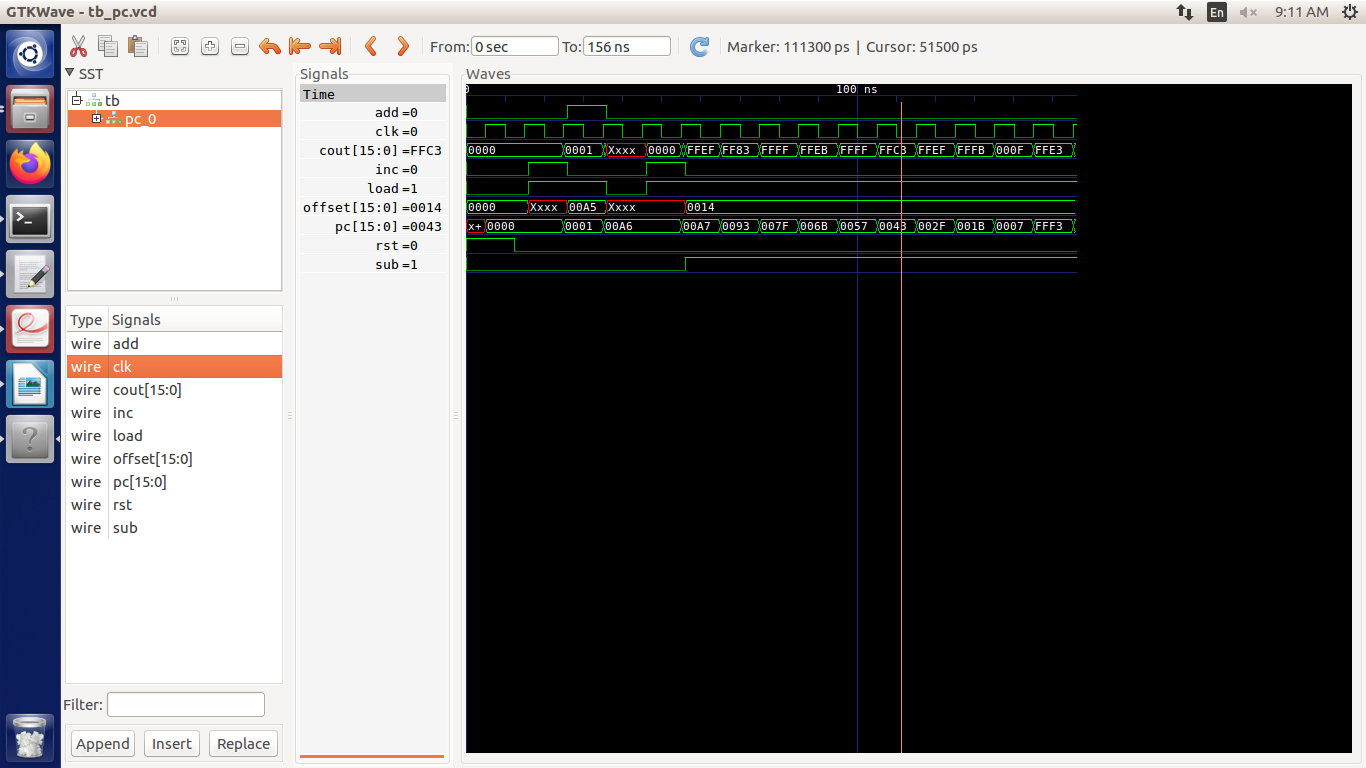 GTKWave - tb_pc.vcd
En
9:11 AM
From: 0 sec To: 156 ns Marker: 111300 ps | Cursor: 51500 ps
SST
tb
pc_0
Type Signals
wire add
wire clk
wire cout[15:0]
wire inc
wire load
wire offset[15:0]
wire pc[15:0]
wire rst
wire sub
Filter:
Append Insert Replace
Signals
Time
add =0
clk =0
cout[15:0] =FFC3
inc =0
load =1
offset[15:0] =0014
pc[15:0] =0043
rst =0
sub =1
Waves
0 100 ns
0000 0001 Xxxx 0000 FFEF FF83 FFFF FFEB FFFF FFC3 FFEF FFFB 000F FFE3
0000 Xxxx 00A5 Xxxx 0014
x+ 0000 0001 00A6 00A7 0093 007F 006B 0057 0043 002F 001B 0007 FFF3